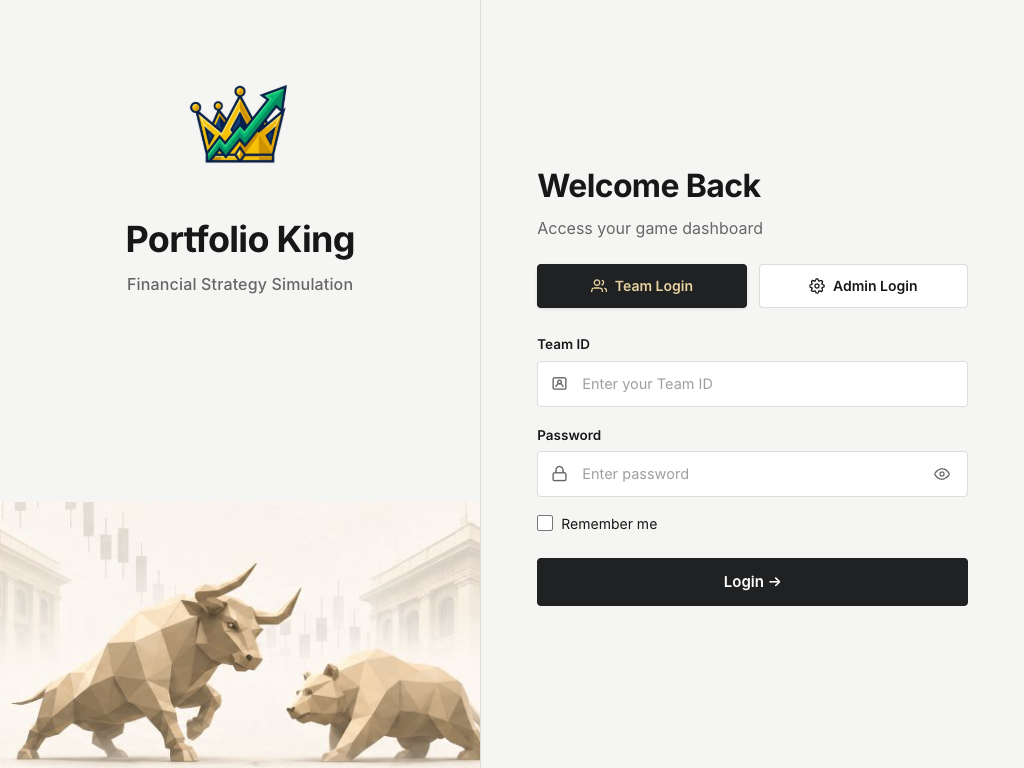 Portfolio King
Financial Strategy Simulation
Welcome Back
Access your game dashboard
Team Login
Admin Login
Team ID
Enter your Team ID
Password
Enter password
Remember me
Login →